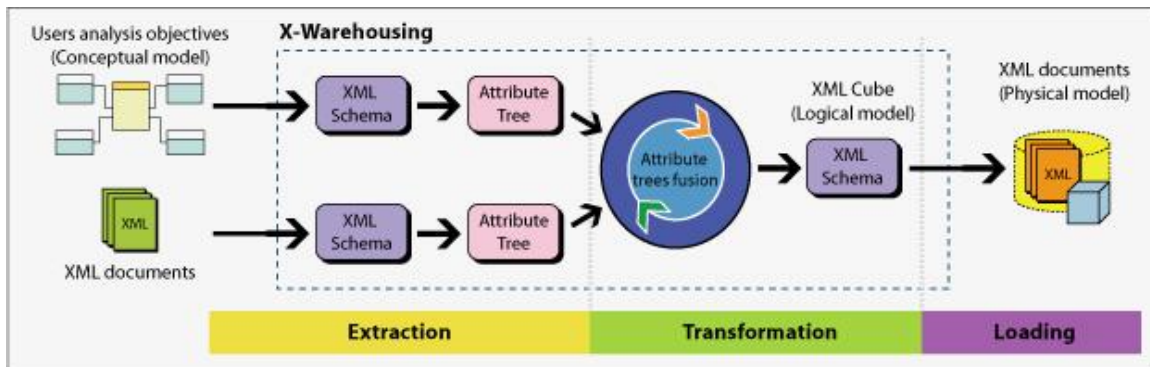 Users analysis objectives
(Conceptual model)
X-Warehousing
XML
Schema
Attribute
Tree
XML Cube
(Logical model)
XML documents
(Physical model)
Attribute
trees fusion
XML
Schema
XML
XML
XML documents
XML
Schema
Attribute
Tree
Extraction
Transformation
Loading